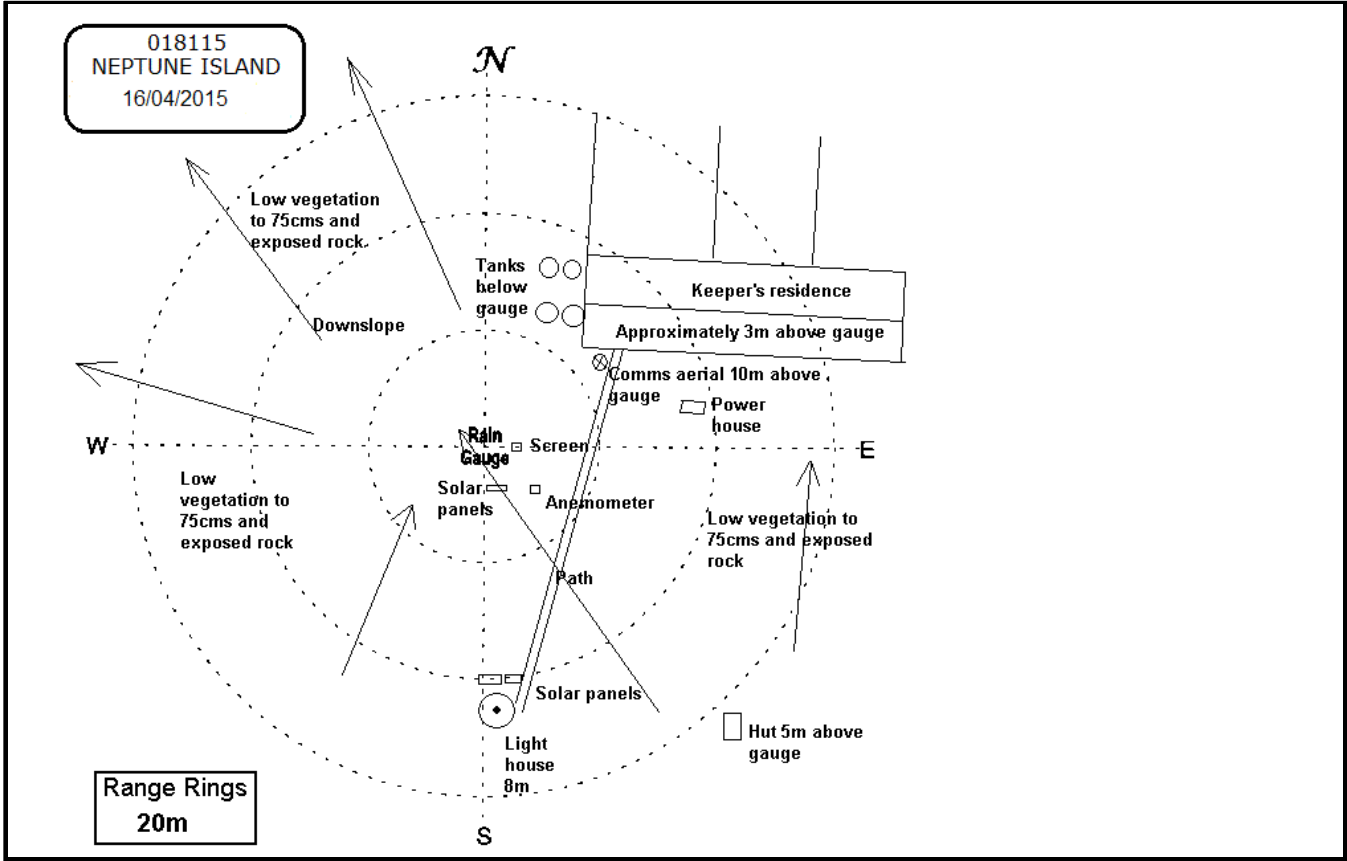 018115
NEPTUNE ISLAND
16/04/2015
N
Low vegetation
to 75cms and
exposed rock.
Tanks
below
gauge
Keeper's residence
Downslope
Approximately 3m above gauge
Comms aerial 10m above
gauge
Power
house
W
Rain
Gauge
Screen
E
Low
vegetation to
75cms and
exposed rock
Solar
panels
Anemometer
Low vegetation to
75cms and exposed
rock
Path
Solar panels
Light
house
8m
Hut 5m above
gauge
Range Rings
20m
S